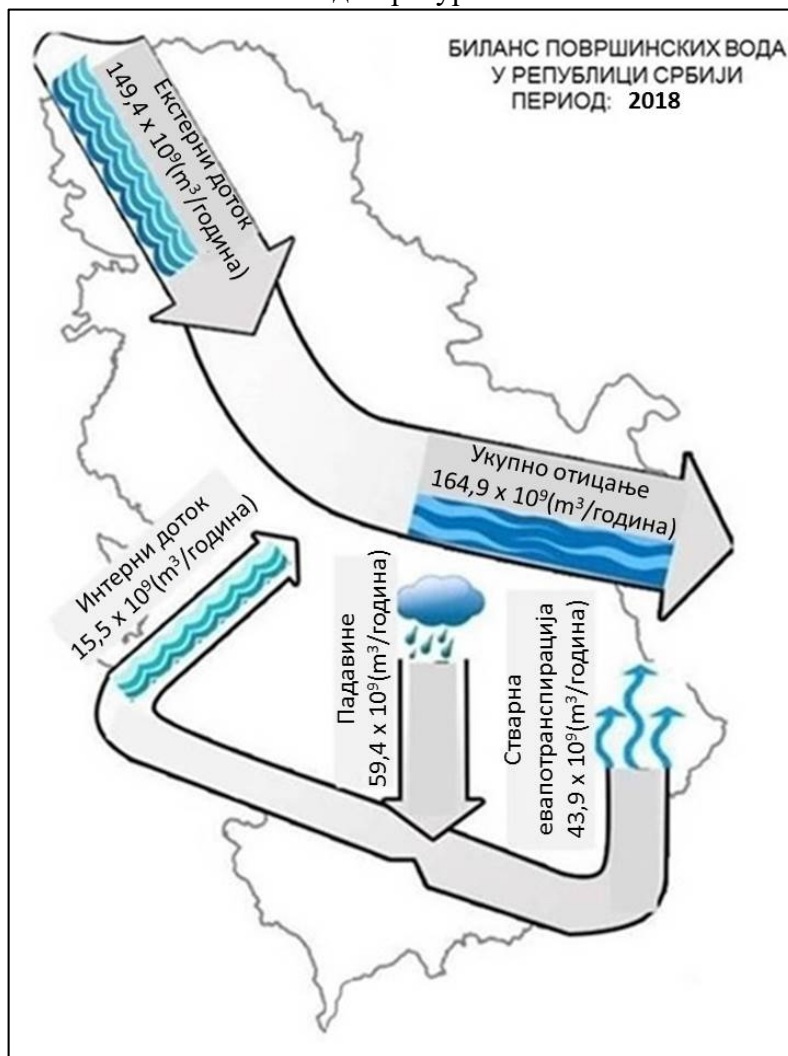 БИЛАНС ПОВРШИНСКИХ ВОДА
У РЕПУБЛИЦИ СРБИЈИ
ПЕРИОД: 2018
Екстерни доток
149,4 x 10⁹(m³/година)
Укупно отицање
164,9 x 10⁹(m³/година)
Интерни доток
15,5 x 10⁹(m³/година)
Падавине
59,4 x 10⁹(m³/година)
Стварна
евапотранспирација
43,9 x 10⁹(m³/година)